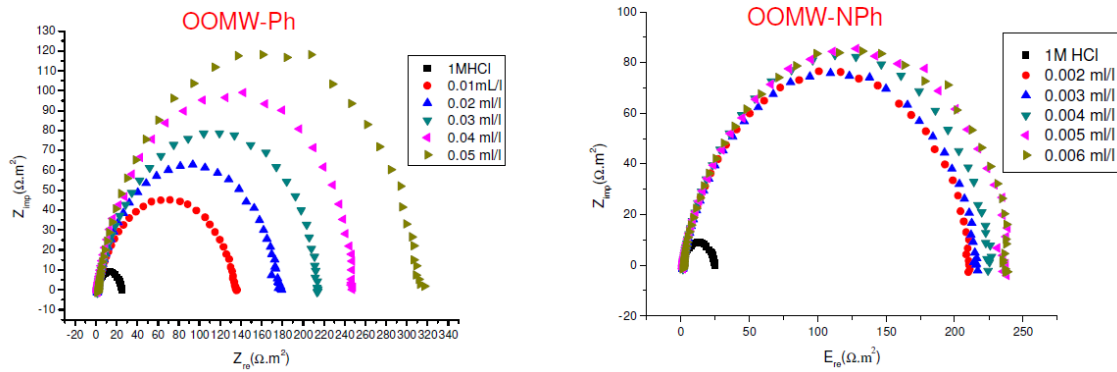 OOMW-Ph
130
120
110
100
90
80
70
60
50
40
30
20
10
0
-10
Z_imp(Ω.m²)
1MHCl
0.01mL/l
0.02 ml/l
0.03 ml/l
0.04 ml/l
0.05 ml/l
-20 0 20 40 60 80 100 120 140 160 180 200 220 240 260 280 300 320 340
Z_re(Ω.m²)
OOMW-NPh
100
80
60
40
20
0
-20
Z_imp(Ω.m²)
1M HCl
0.002 ml/l
0.003 ml/l
0.004 ml/l
0.005 ml/l
0.006 ml/l
0 50 100 150 200 250
E_re(Ω.m²)